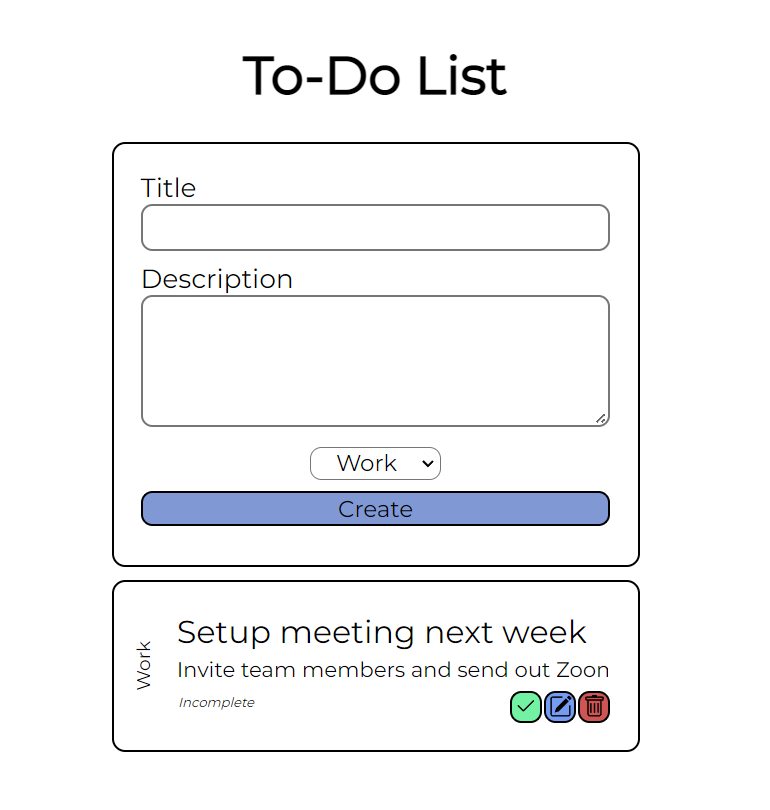 To-Do List
Title
Description
Work
Create
Work
Setup meeting next week
Invite team members and send out
Incomplete